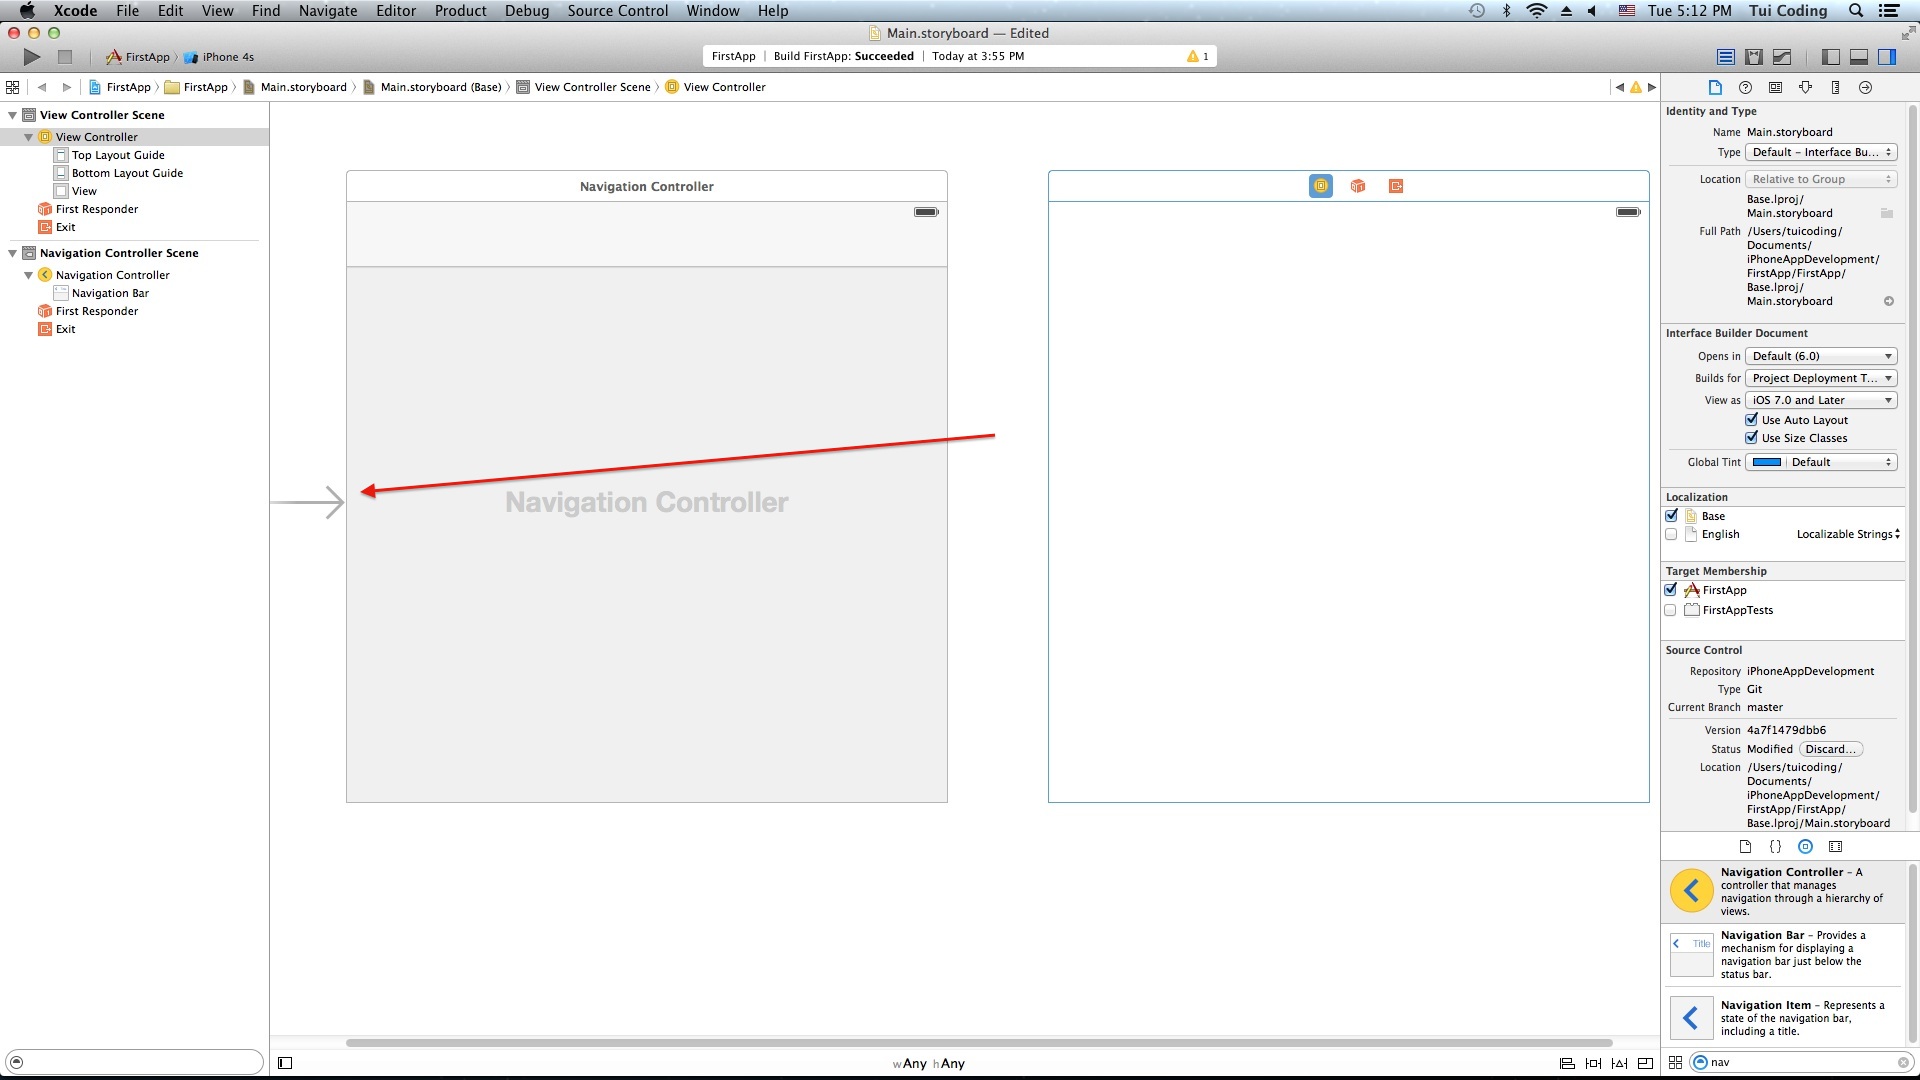 Xcode File Edit View Find Navigate Editor Product Debug Source Control Window Help Tue 5:12 PM Tui Coding
Main.storyboard — Edited
FirstApp iPhone 4s FirstApp Build FirstApp: Succeeded Today at 3:55 PM 1
FirstApp FirstApp Main.storyboard Main.storyboard (Base) View Controller Scene View Controller
View Controller Scene
View Controller
Top Layout Guide
Bottom Layout Guide
View
First Responder
Exit
Navigation Controller Scene
Navigation Controller
Navigation Bar
First Responder
Exit
Navigation Controller
Navigation Controller
wAny hAny
Identity and Type
Name Main.storyboard
Type Default – Interface Bu...
Location Relative to Group
Base.lproj/
Main.storyboard
Full Path /Users/tuicoding/
Documents/
iPhoneAppDevelopment/
FirstApp/FirstApp/
Base.lproj/
Main.storyboard
Interface Builder Document
Opens in Default (6.0)
Builds for Project Deployment T...
View as iOS 7.0 and Later
Use Auto Layout
Use Size Classes
Global Tint Default
Localization
Base
English Localizable Strings
Target Membership
FirstApp
FirstAppTests
Source Control
Repository iPhoneAppDevelopment
Type Git
Current Branch master
Version 4a7f1479dbb6
Status Modified Discard...
Location /Users/tuicoding/
Documents/
iPhoneAppDevelopment/
FirstApp/FirstApp/
Base.lproj/Main.storyboard
{}
Navigation Controller – A
controller that manages
navigation through a hierarchy of
views.
Title
Navigation Bar – Provides a
mechanism for displaying a
navigation bar just below the
status bar.
Navigation Item – Represents a
state of the navigation bar,
including a title.
nav